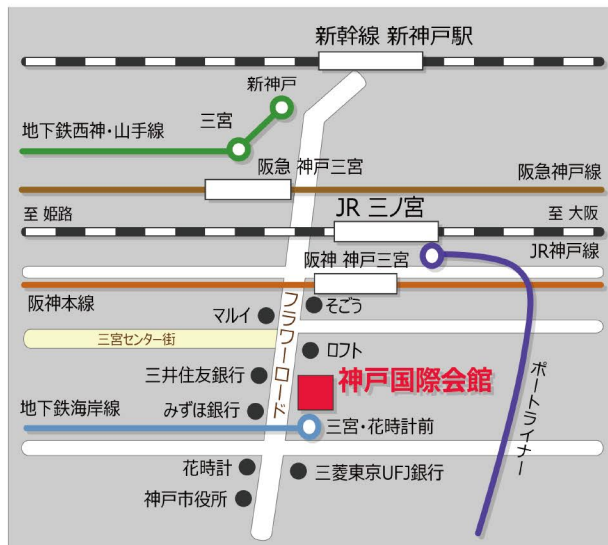 新幹線 新神戸駅
新神戸
三宮
地下鉄西神・山手線
阪急 神戸三宮
阪急神戸線
至 姫路
JR 三ノ宮
至 大阪
JR神戸線
阪神 神戸三宮
阪神本線
そごう
マルイ
フラワーロード
三宮センター街
ロフト
三井住友銀行
神戸国際会館
ポートライナー
地下鉄海岸線
みずほ銀行
三宮・花時計前
花時計
三菱東京UFJ銀行
神戸市役所